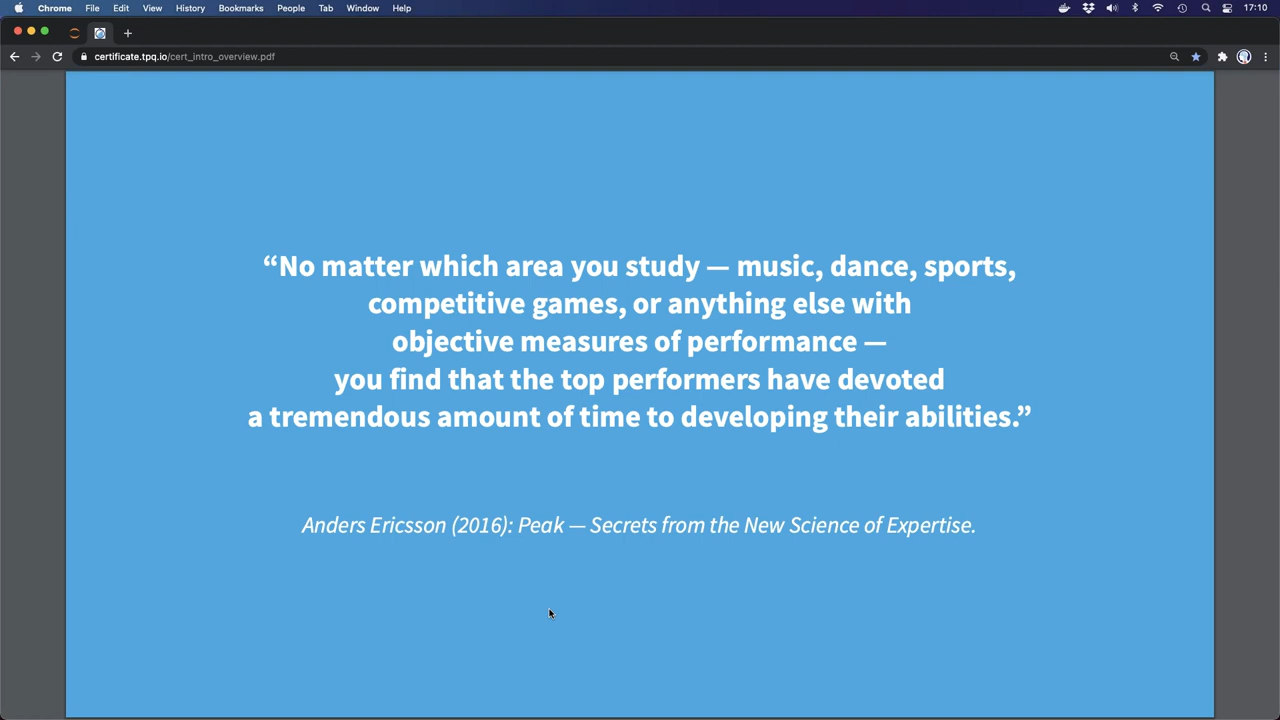 Chrome File Edit View History Bookmarks People Tab Window Help 17:10
certificate.tpq.io/cert_intro_overview.pdf
“No matter which area you study — music, dance, sports,
competitive games, or anything else with
objective measures of performance —
you find that the top performers have devoted
a tremendous amount of time to developing their abilities.”
Anders Ericsson (2016): Peak — Secrets from the New Science of Expertise.